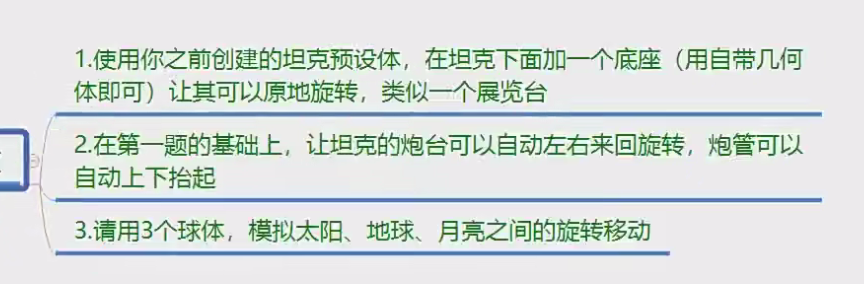 1.使用你之前创建的坦克预设体，在坦克下面加一个底座（用自带几何
体即可）让其可以原地旋转，类似一个展览台
2.在第一题的基础上，让坦克的炮台可以自动左右来回旋转，炮管可以
自动上下抬起
3.请用3个球体，模拟太阳、地球、月亮之间的旋转移动